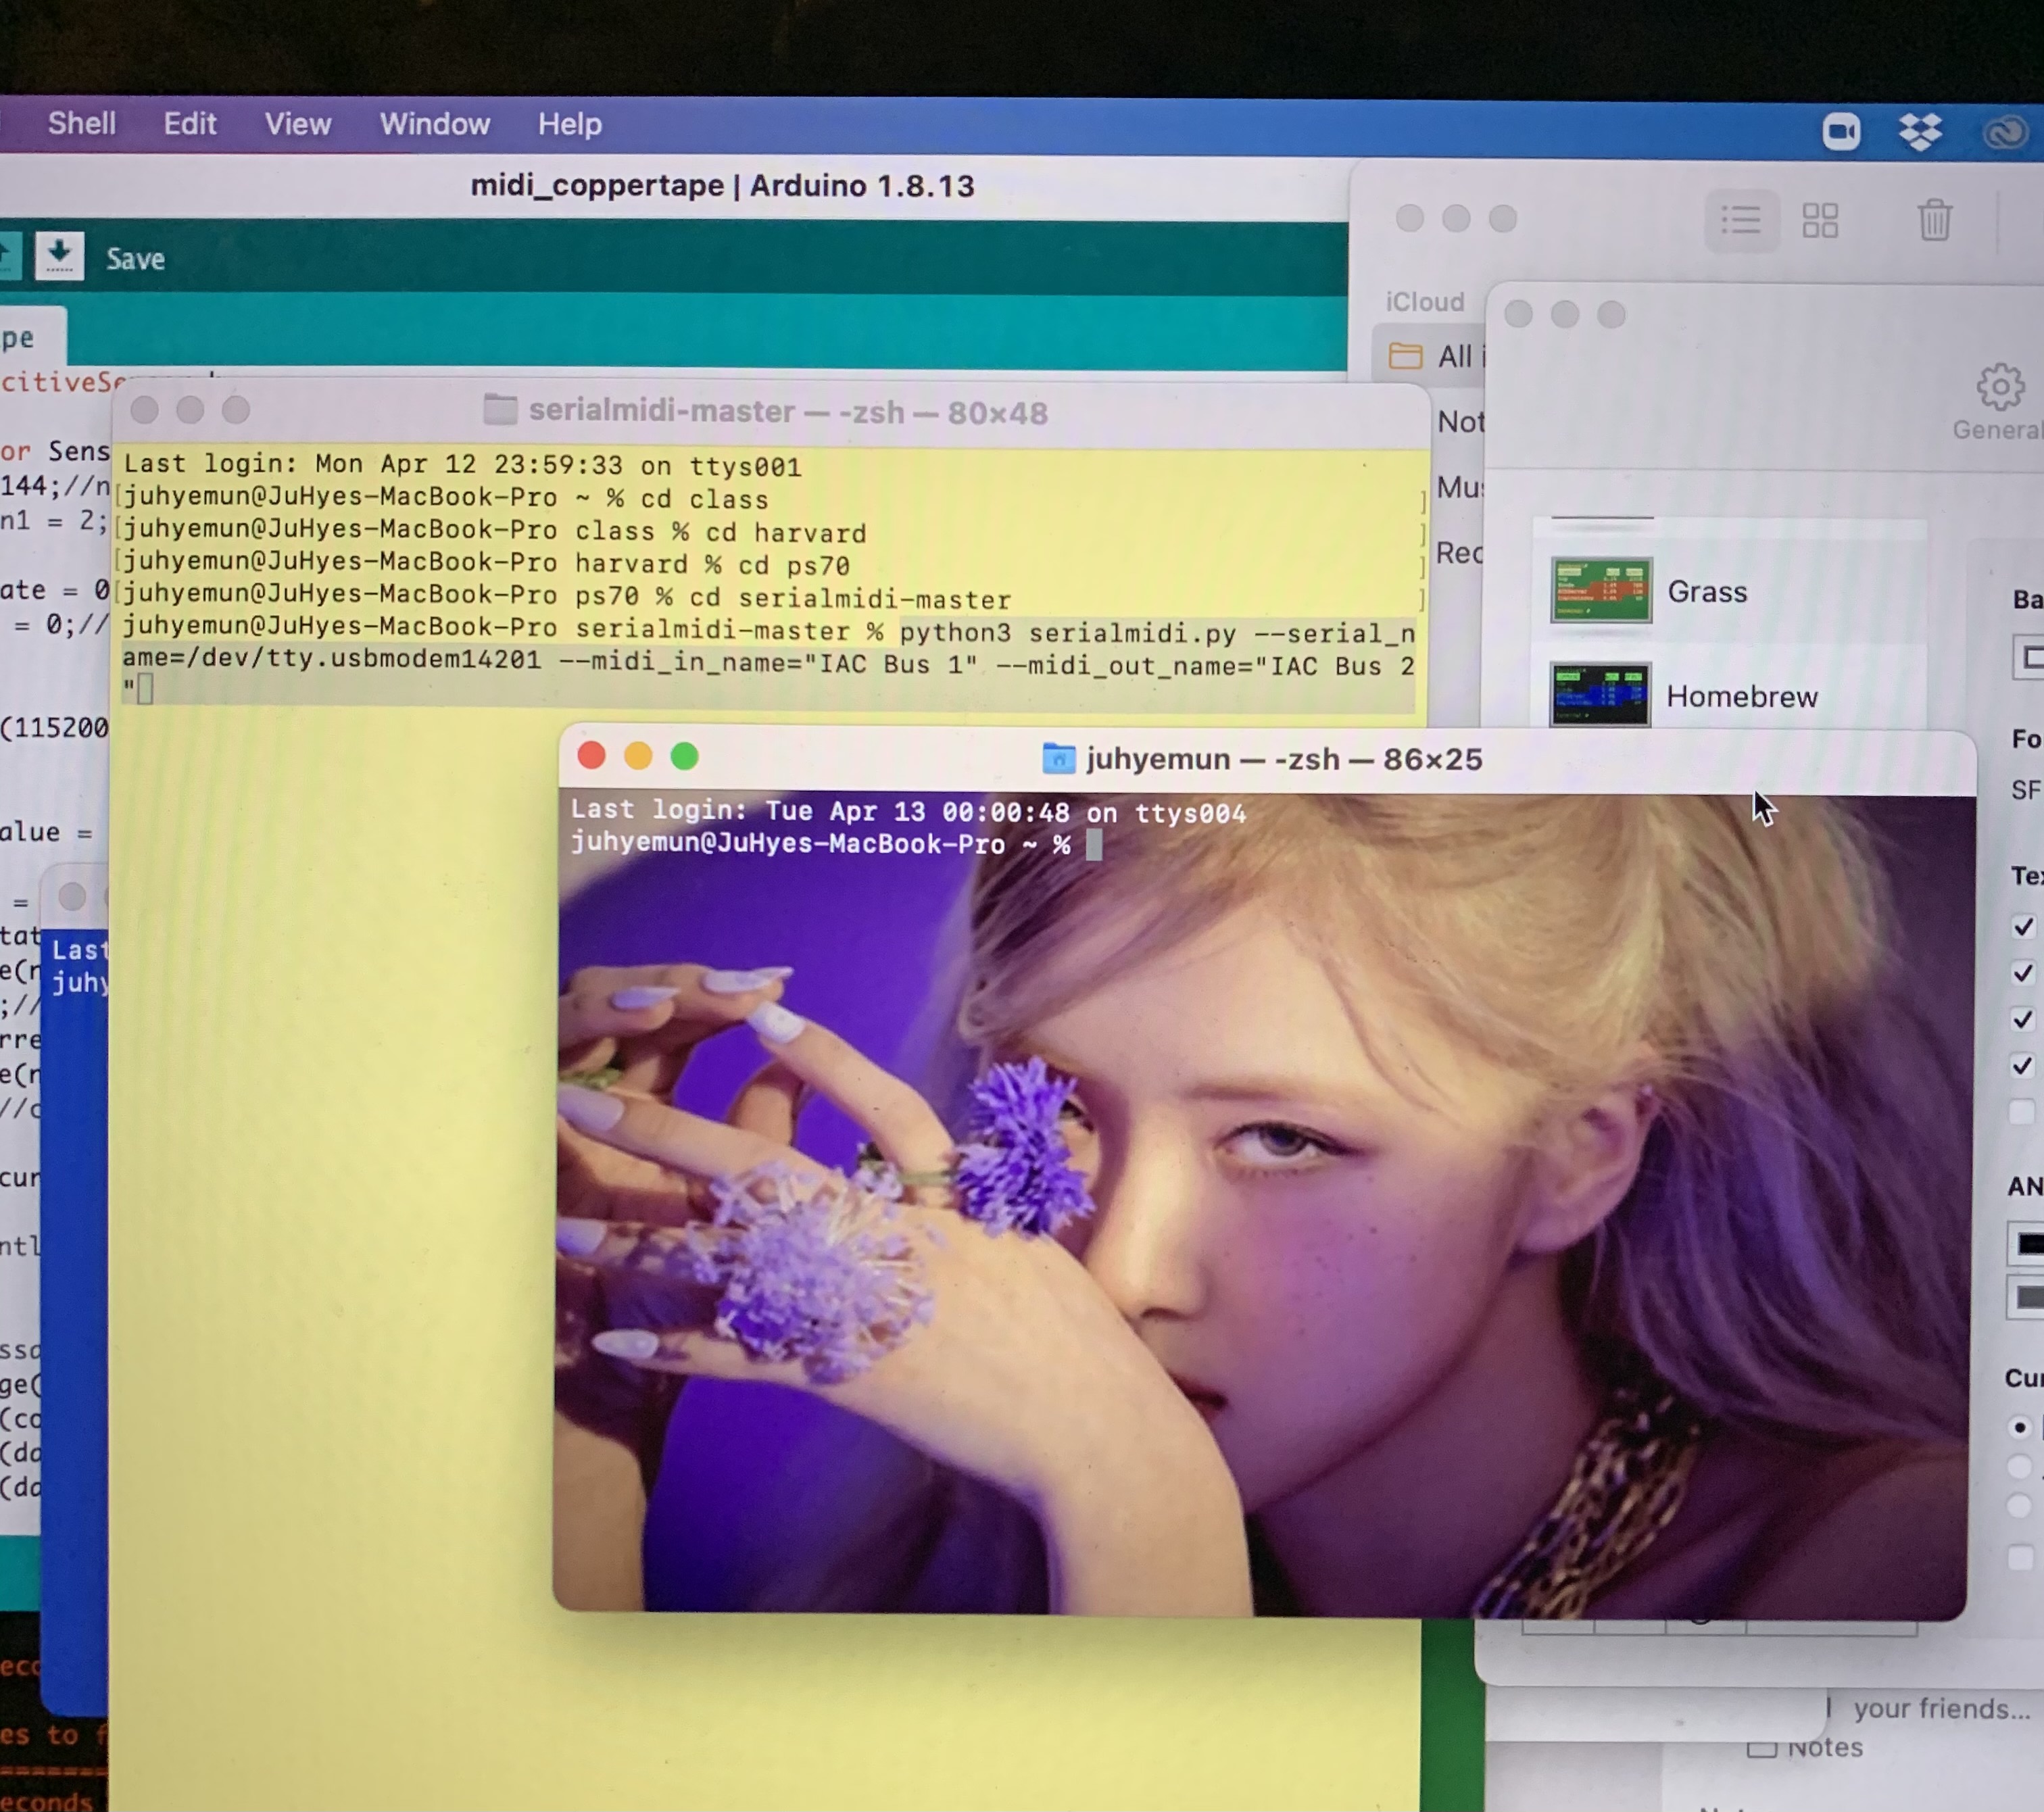 Shell Edit View Window Help
midi_coppertape | Arduino 1.8.13
Save
pe
iCloud
All i
Not
Mus
Rec
General
citiveSe
or Sens
144;//n
n1 = 2;
ate = 0
= 0;//
(115200
alue =
=
tat
e(r
;//
rre
e(r
//c
cur
ntl
ssa
ge(
(co
(da
(da
serialmidi-master — -zsh — 80×48
Last login: Mon Apr 12 23:59:33 on ttys001
[juhyemun@JuHyes-MacBook-Pro ~ % cd class ]
[juhyemun@JuHyes-MacBook-Pro class % cd harvard ]
[juhyemun@JuHyes-MacBook-Pro harvard % cd ps70 ]
[juhyemun@JuHyes-MacBook-Pro ps70 % cd serialmidi-master ]
juhyemun@JuHyes-MacBook-Pro serialmidi-master % python3 serialmidi.py --serial_n
ame=/dev/tty.usbmodem14201 --midi_in_name="IAC Bus 1" --midi_out_name="IAC Bus 2
"
Grass
Homebrew
Ba
Fo
SF
Tex
AN
Cur
juhyemun — -zsh — 86×25
Last login: Tue Apr 13 00:00:48 on ttys004
juhyemun@JuHyes-MacBook-Pro ~ %
Last
juhy
es to f
========
econds
your friends...
Notes